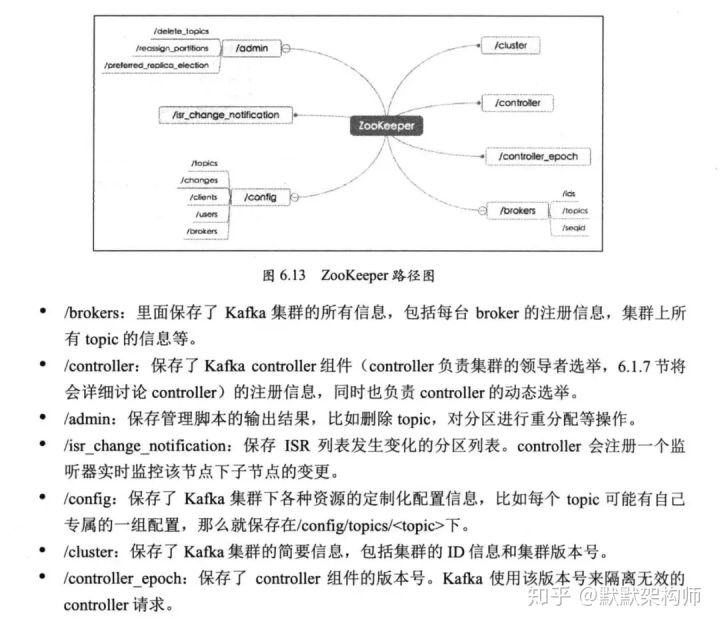 /delete_topics
/reassign_partitions
/preferred_replica_election
/admin
/isr_change_notification
/topics
/changes
/clients
/users
/brokers
/config
ZooKeeper
/cluster
/controller
/controller_epoch
/brokers
/ids
/topics
/seqid
图 6.13 ZooKeeper 路径图
• /brokers：里面保存了 Kafka 集群的所有信息，包括每台 broker 的注册信息，集群上所
有 topic 的信息等。
• /controller：保存了 Kafka controller 组件（controller 负责集群的领导者选举，6.1.7 节将
会详细讨论 controller）的注册信息，同时也负责 controller 的动态选举。
• /admin：保存管理脚本的输出结果，比如删除 topic，对分区进行重分配等操作。
• /isr_change_notification：保存 ISR 列表发生变化的分区列表。controller 会注册一个监
听器实时监控该节点下子节点的变更。
• /config：保存了 Kafka 集群下各种资源的定制化配置信息，比如每个 topic 可能有自己
专属的一组配置，那么就保存在/config/topics/<topic>下。
• /cluster：保存了 Kafka 集群的简要信息，包括集群的 ID 信息和集群版本号。
• /controller_epoch：保存了 controller 组件的版本号。Kafka 使用该版本号来隔离无效的
controller 请求。
知乎 @默默架构师